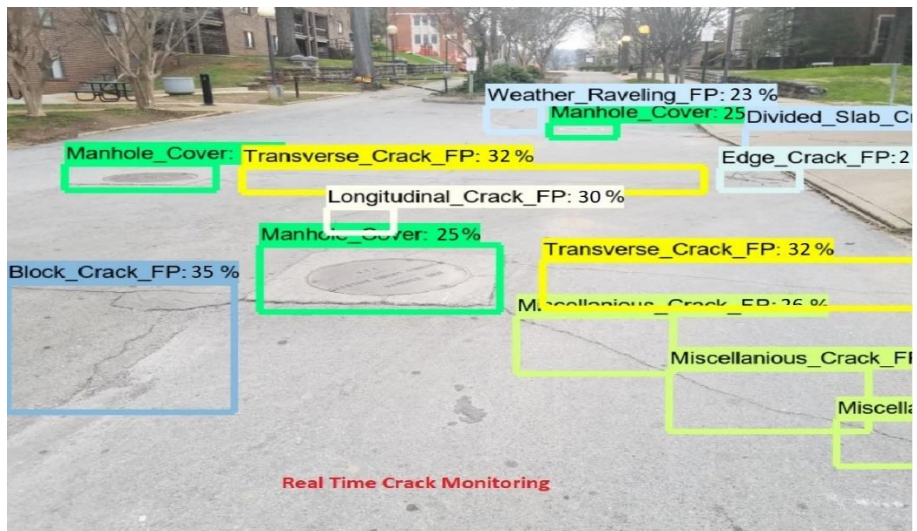 Weather_Raveling_FP: 23 %
Manhole_Cover: 25
Divided_Slab_C
Manhole_Cover:
Transverse_Crack_FP: 32 %
Edge_Crack_FP: 2
Longitudinal_Crack_FP: 30 %
Manhole_Cover: 25 %
Transverse_Crack_FP: 32 %
Block_Crack_FP: 35 %
Miscellanious_Crack_FP: 26 %
Miscellanious_Crack_F
Miscella
Real Time Crack Monitoring